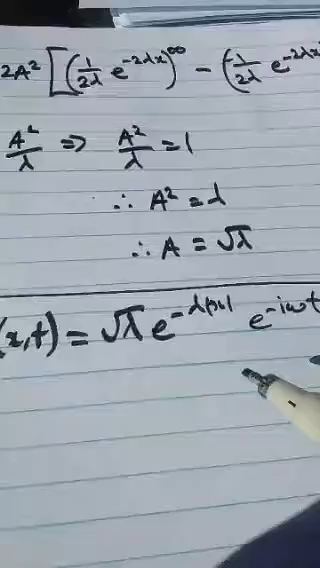 2A² [(1/2λ e^-2λx)^∞ - (-1/2λ e^-2λx
A²/λ => A²/λ = 1
∴ A² = λ
∴ A = √λ
(x,t) = √λ e^-λ|x| e^-iωt